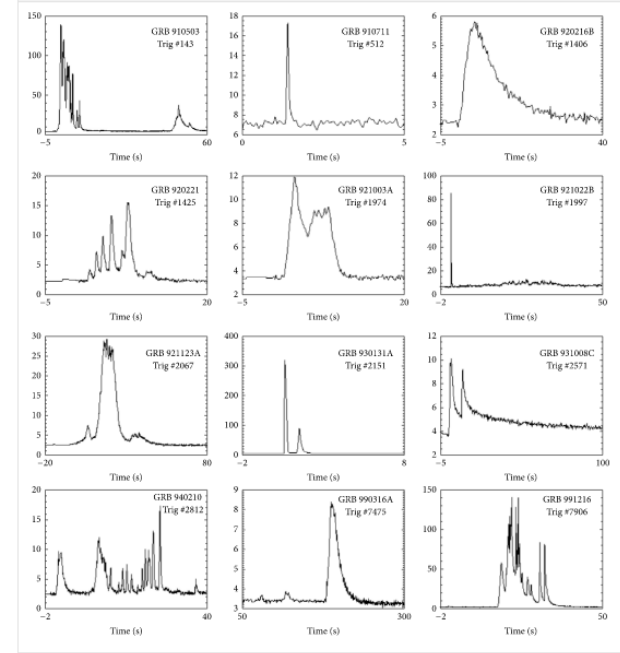 GRB 910503
Trig #143
150
100
50
0
-5
60
Time (s)
GRB 910711
Trig #512
18
16
14
12
10
8
6
0
5
Time (s)
GRB 920216B
Trig #1406
6
5
4
3
2
-5
40
Time (s)
GRB 920221
Trig #1425
20
15
10
5
0
-5
20
Time (s)
GRB 921003A
Trig #1974
12
10
8
6
4
2
-5
20
Time (s)
GRB 921022B
Trig #1997
100
80
60
40
20
0
-5
50
Time (s)
GRB 921123A
Trig #2067
30
25
20
15
10
5
0
-20
80
Time (s)
GRB 930131A
Trig #2151
400
300
200
100
0
-2
8
Time (s)
GRB 931008C
Trig #2571
12
10
8
6
4
2
-5
100
Time (s)
GRB 940210
Trig #2812
20
15
10
5
0
-2
40
Time (s)
GRB 990316A
Trig #7475
9
8
7
6
5
4
3
50
300
Time (s)
GRB 991216
Trig #7906
150
100
50
0
-5
50
Time (s)